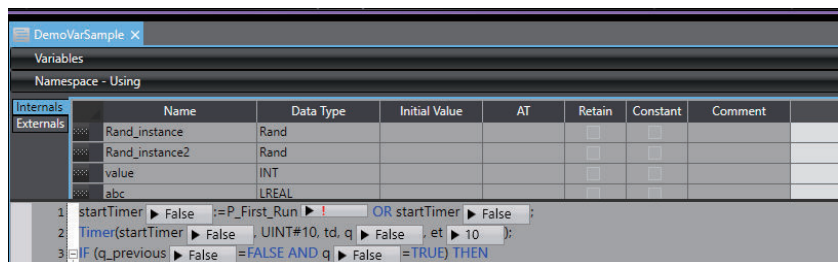 DemoVarSample ×
Variables
Namespace - Using
Internals
Externals
Name Data Type Initial Value AT Retain Constant Comment
Rand_instance Rand
Rand_instance2 Rand
value INT
abc LREAL
1 startTimer ▶ False :=P_First_Run ▶ ! OR startTimer ▶ False ;
2 Timer(startTimer ▶ False , UINT#10, td, q ▶ False , et ▶ 10 );
3 IF (q_previous ▶ False =FALSE AND q ▶ False =TRUE) THEN